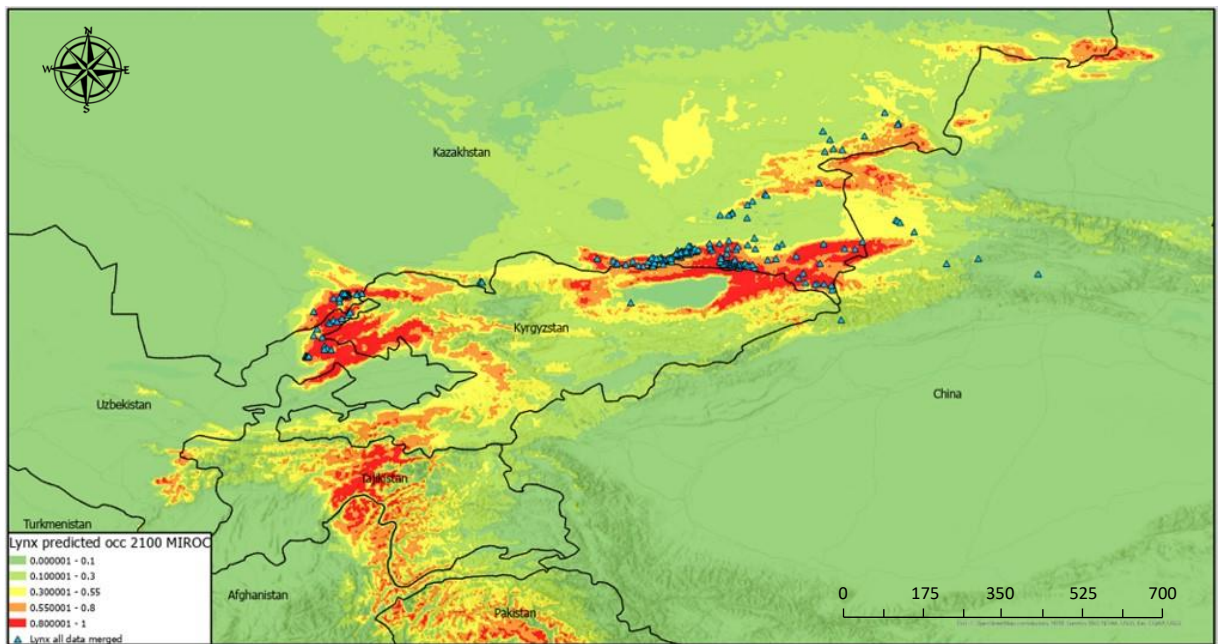 N
W E
S
Kazakhstan
Kyrgyzstan
Uzbekistan
China
Tajikistan
Turkmenistan
Afghanistan
Pakistan
Lynx predicted occ 2100 MIROC
0.000001 - 0.1
0.100001 - 0.3
0.300001 - 0.55
0.550001 - 0.8
0.800001 - 1
Lynx all data merged
0 175 350 525 700